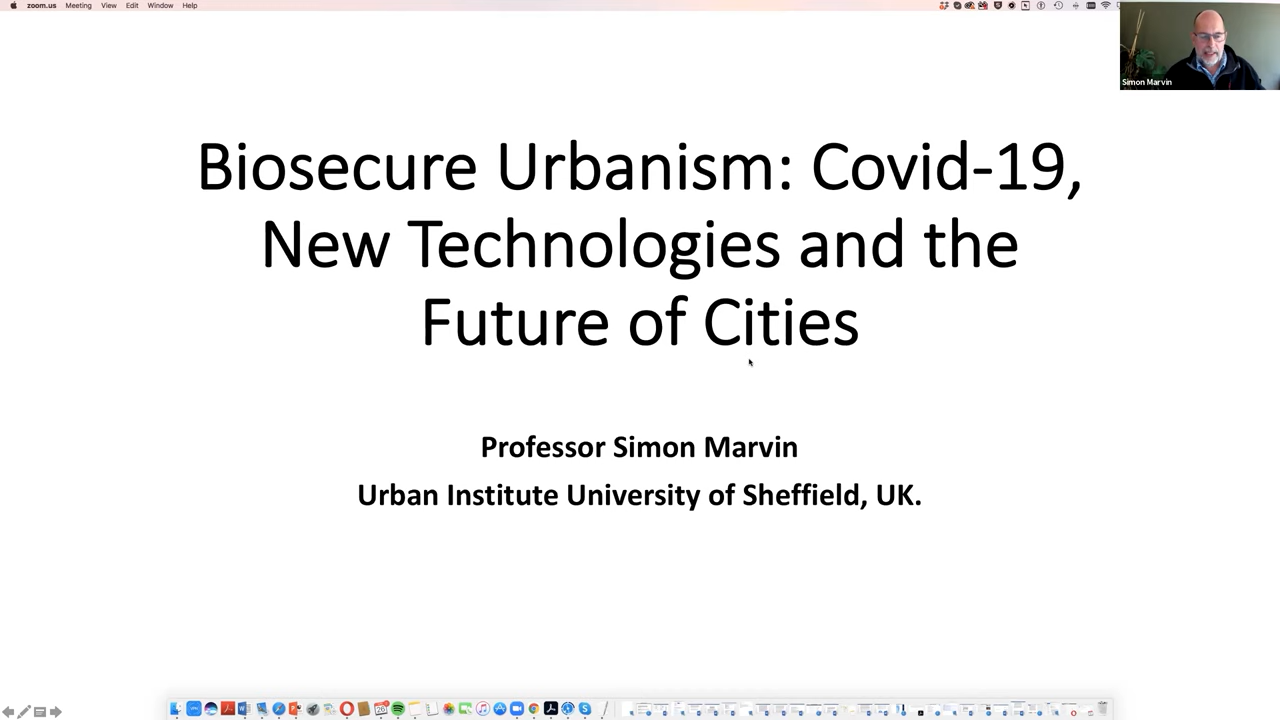 zoom.us Meeting View Edit Window Help
Simon Marvin
Biosecure Urbanism: Covid-19,
New Technologies and the
Future of Cities
Professor Simon Marvin
Urban Institute University of Sheffield, UK.